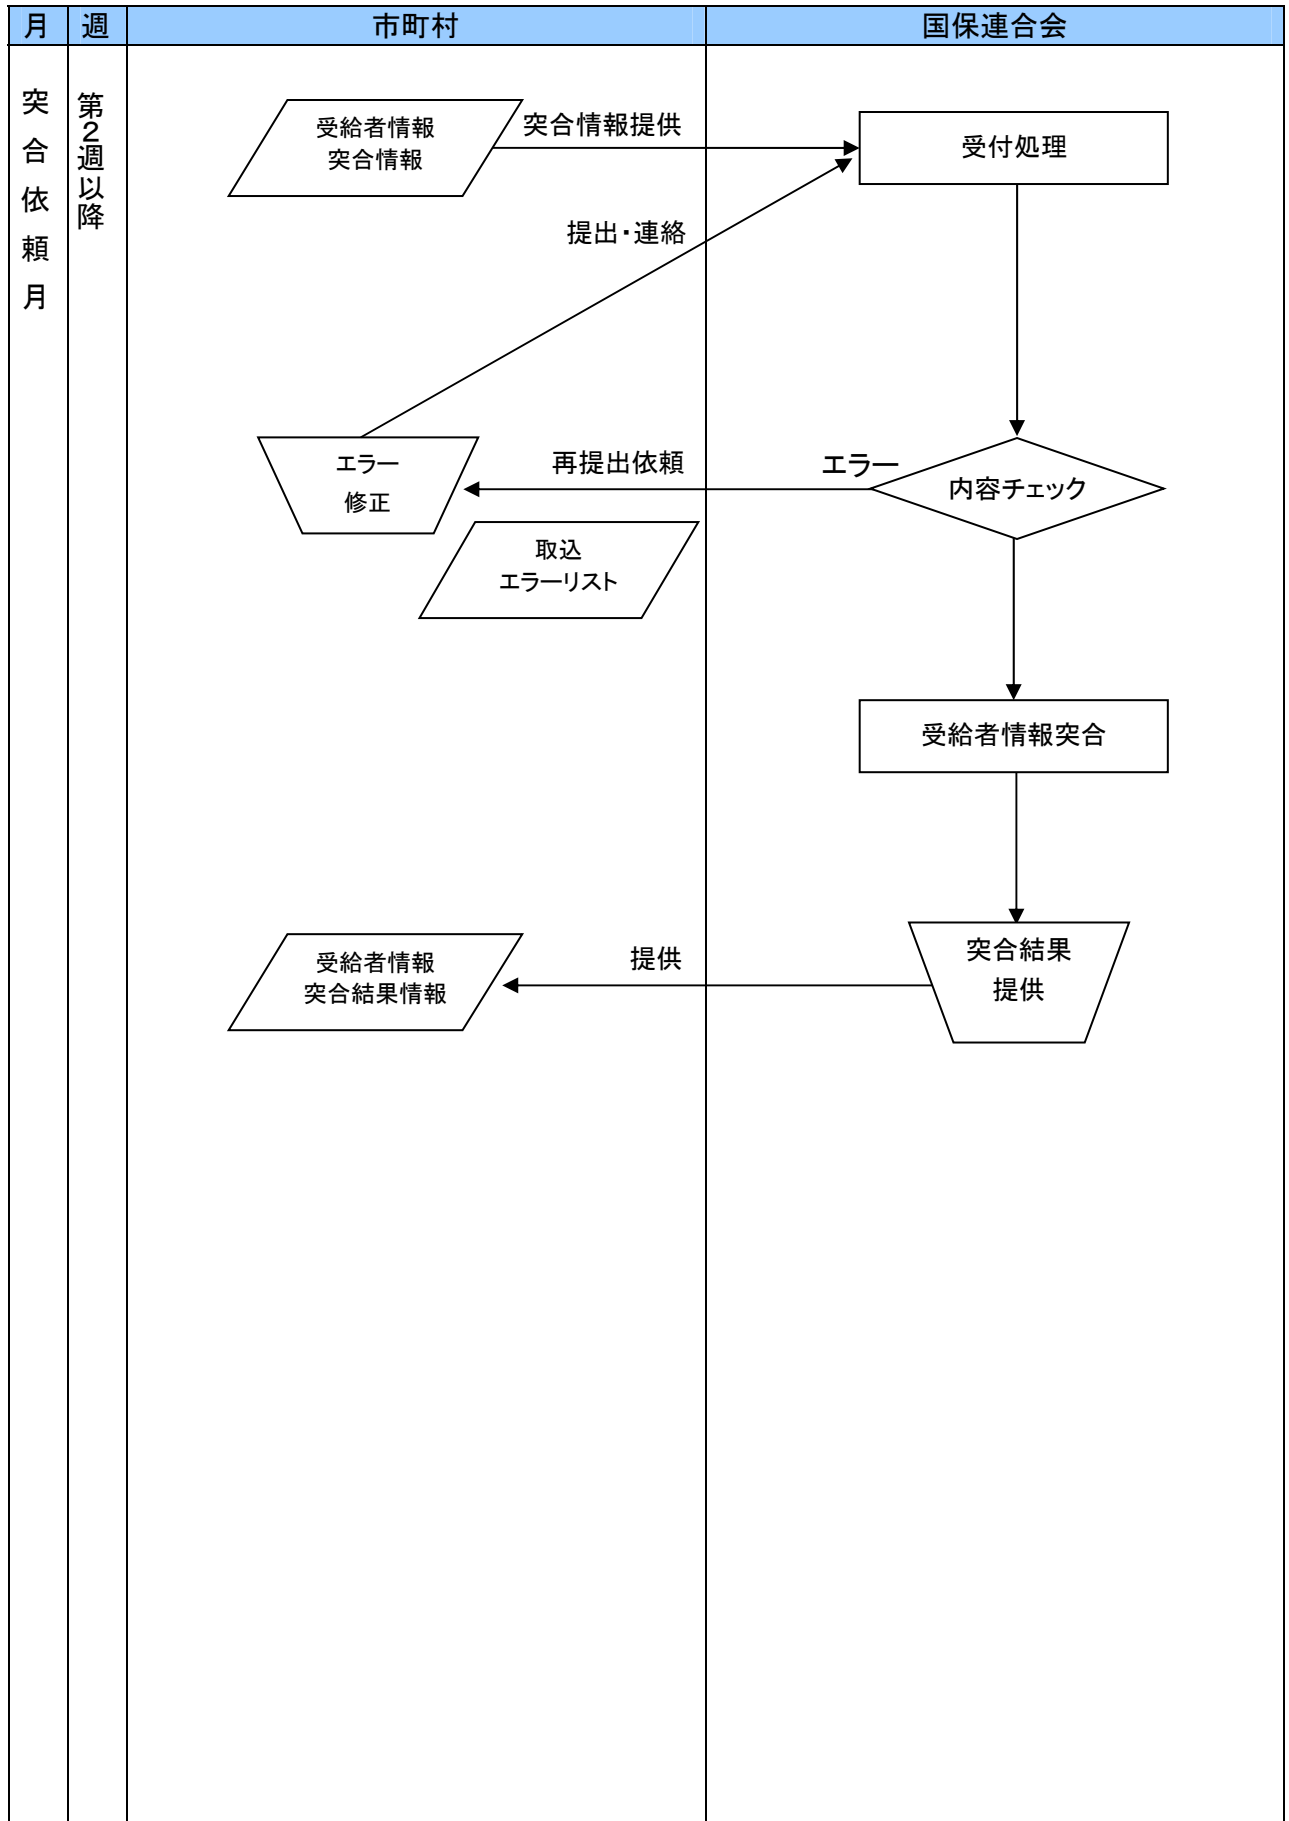 月 週 市町村 国保連合会
突合依頼月
第2週以降
受給者情報
突合情報
突合情報提供
受付処理
提出・連絡
エラー
修正
再提出依頼
エラー
内容チェック
取込
エラーリスト
受給者情報突合
受給者情報
突合結果情報
提供
突合結果
提供